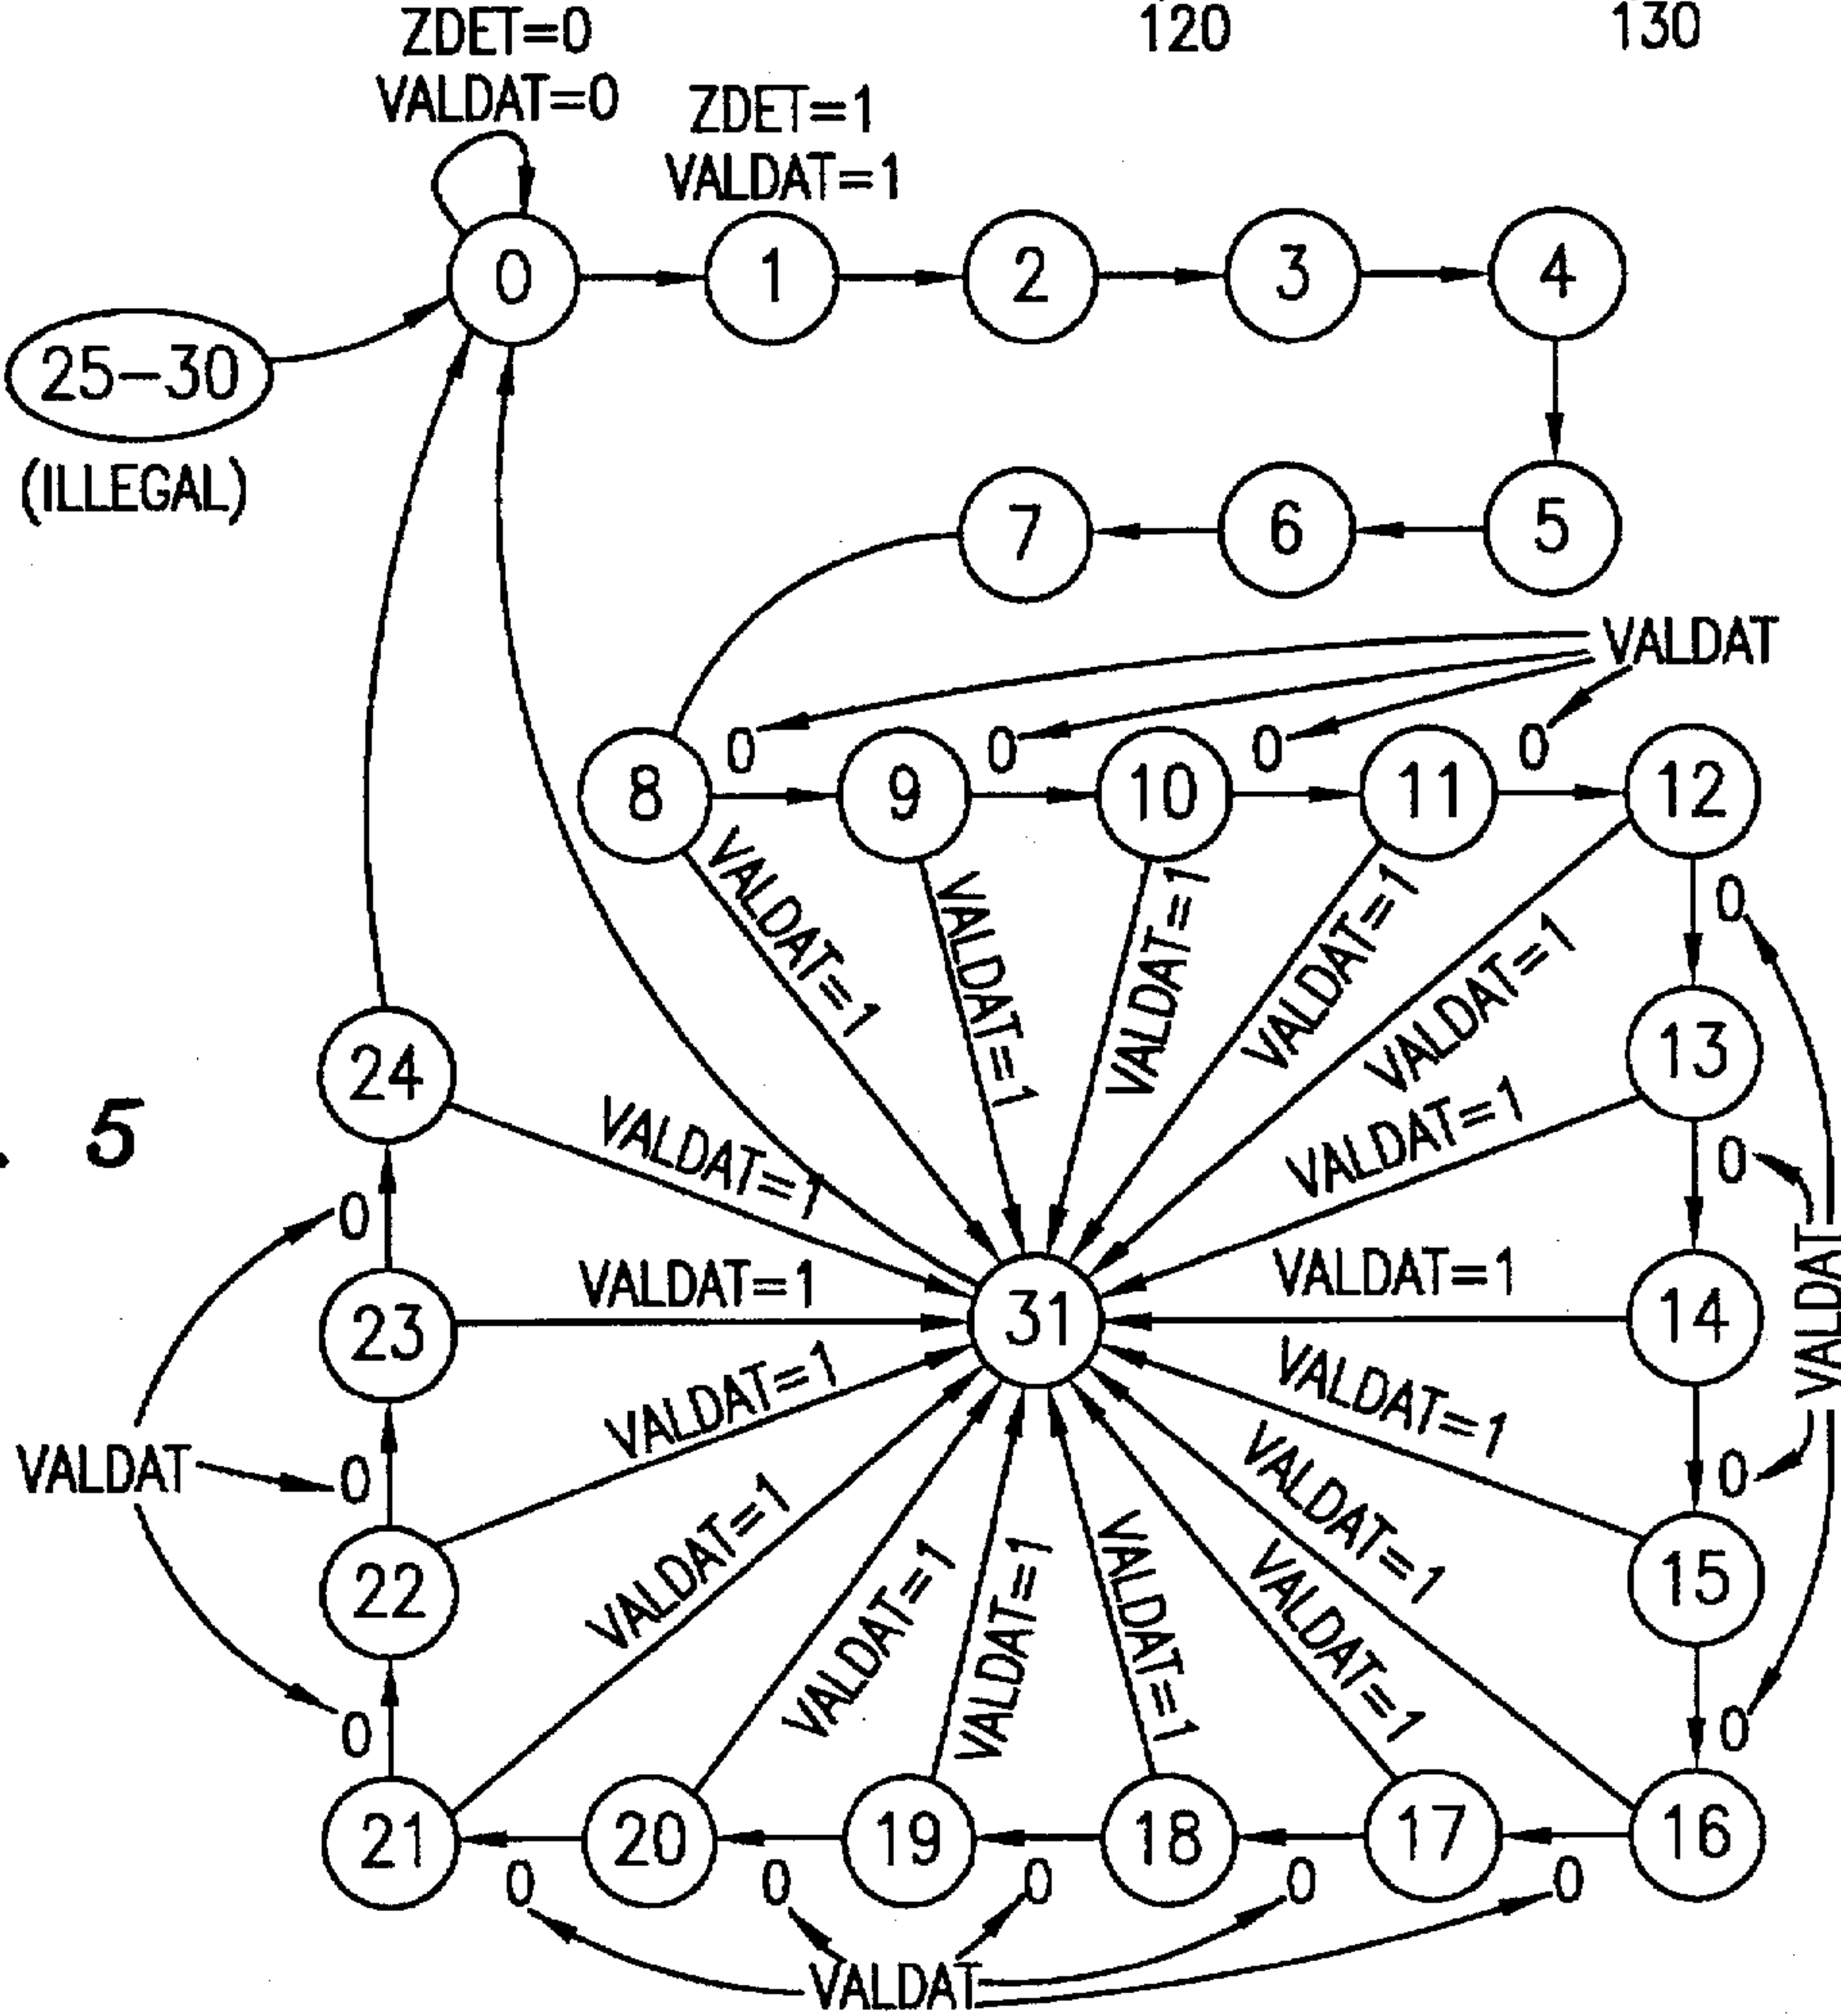 120 130
ZDET=0
VALDAT=0
ZDET=1
VALDAT=1
0 1 2 3 4
25-30
(ILLEGAL)
7 6 5
VALDAT
0 0 0 0
8 9 10 11 12
VALDAT=1
VALDAT=1
VALDAT=1
VALDAT=1
VALDAT=1
0
13
24
VALDAT=1
VALDAT=1
. 5
0
0
VALDAT
23
VALDAT=1
31
VALDAT=1
14
VALDAT=1
VALDAT=1
VALDAT
0
0
VALDAT=1
22
VALDAT=1
VALDAT=1
VALDAT=1
VALDAT=1
VALDAT=1
15
0
0
21 20 19 18 17 16
0 0 0 0 0
VALDAT